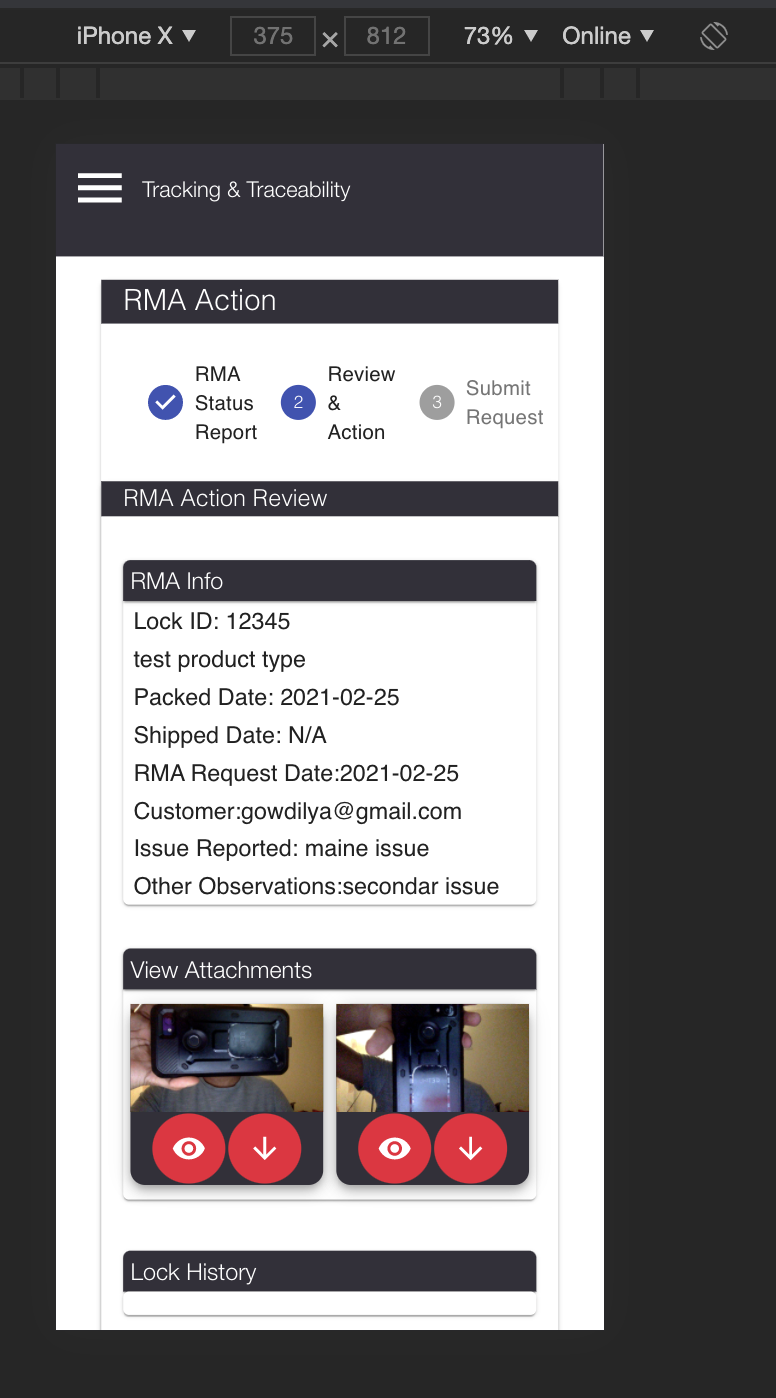 iPhone X ▼ 375 × 812 73% ▼ Online ▼
Tracking & Traceability
RMA Action
RMA
Status
Report
2
Review
&
Action
3
Submit
Request
RMA Action Review
RMA Info
Lock ID: 12345
test product type
Packed Date: 2021-02-25
Shipped Date: N/A
RMA Request Date:2021-02-25
Customer:gowdilya@gmail.com
Issue Reported: maine issue
Other Observations:secondar issue
View Attachments
Lock History